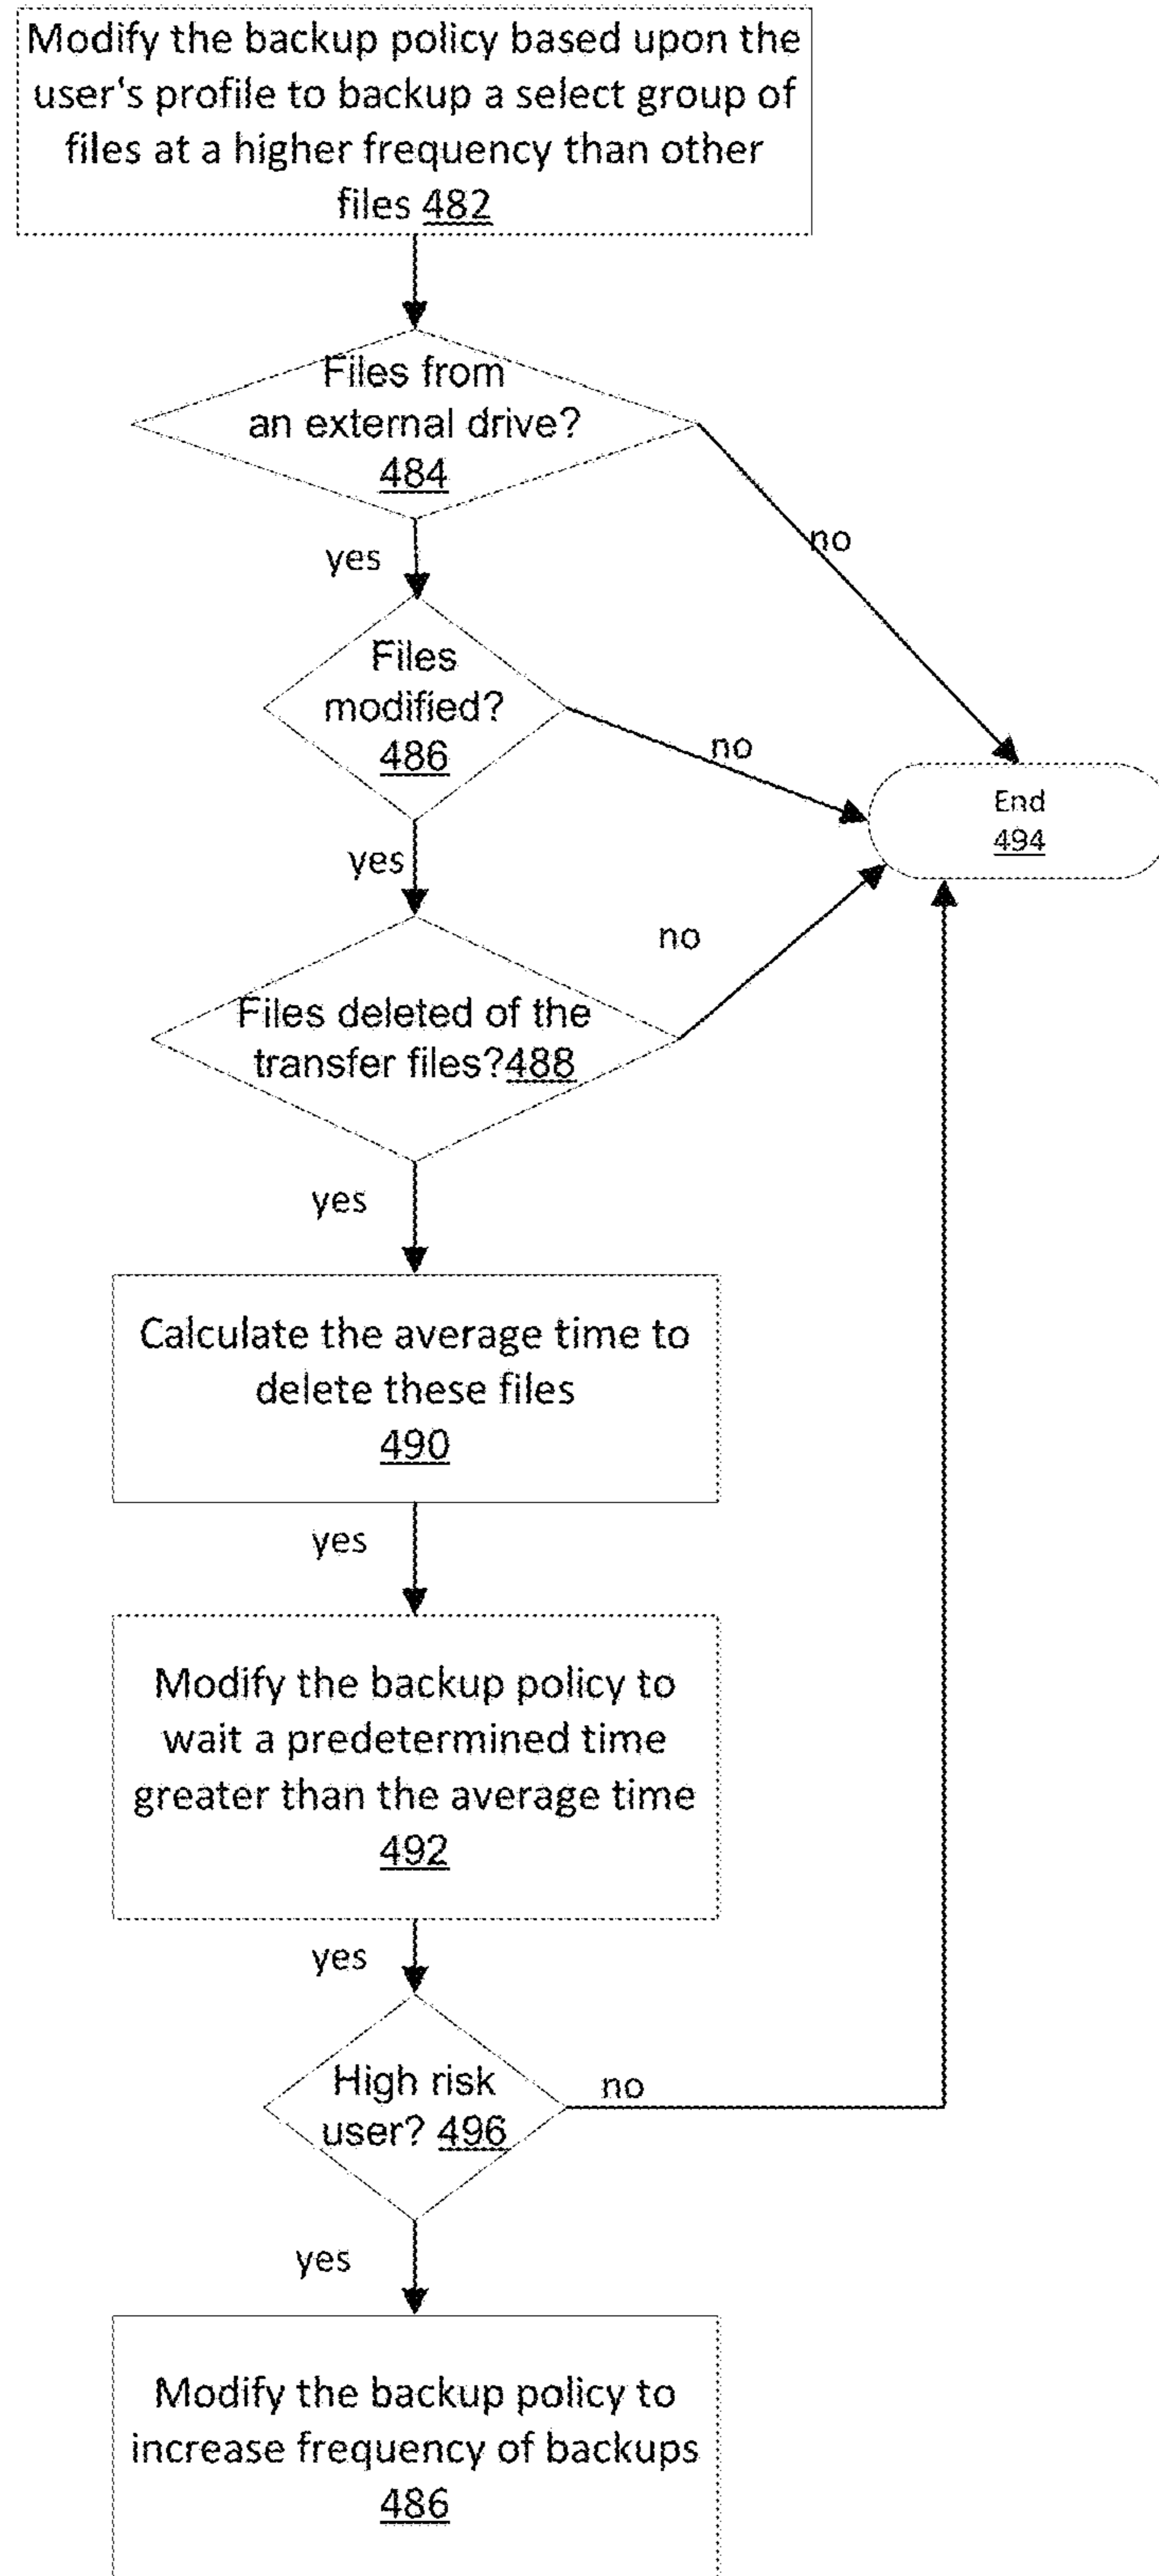 Modify the backup policy based upon the
user's profile to backup a select group of
files at a higher frequency than other
files 482
Files from
an external drive?
484
no
yes
Files
modified?
486
no
End
494
yes
no
Files deleted of the
transfer files?488
yes
Calculate the average time to
delete these files
490
yes
Modify the backup policy to
wait a predetermined time
greater than the average time
492
yes
High risk
user? 496
no
yes
Modify the backup policy to
increase frequency of backups
486